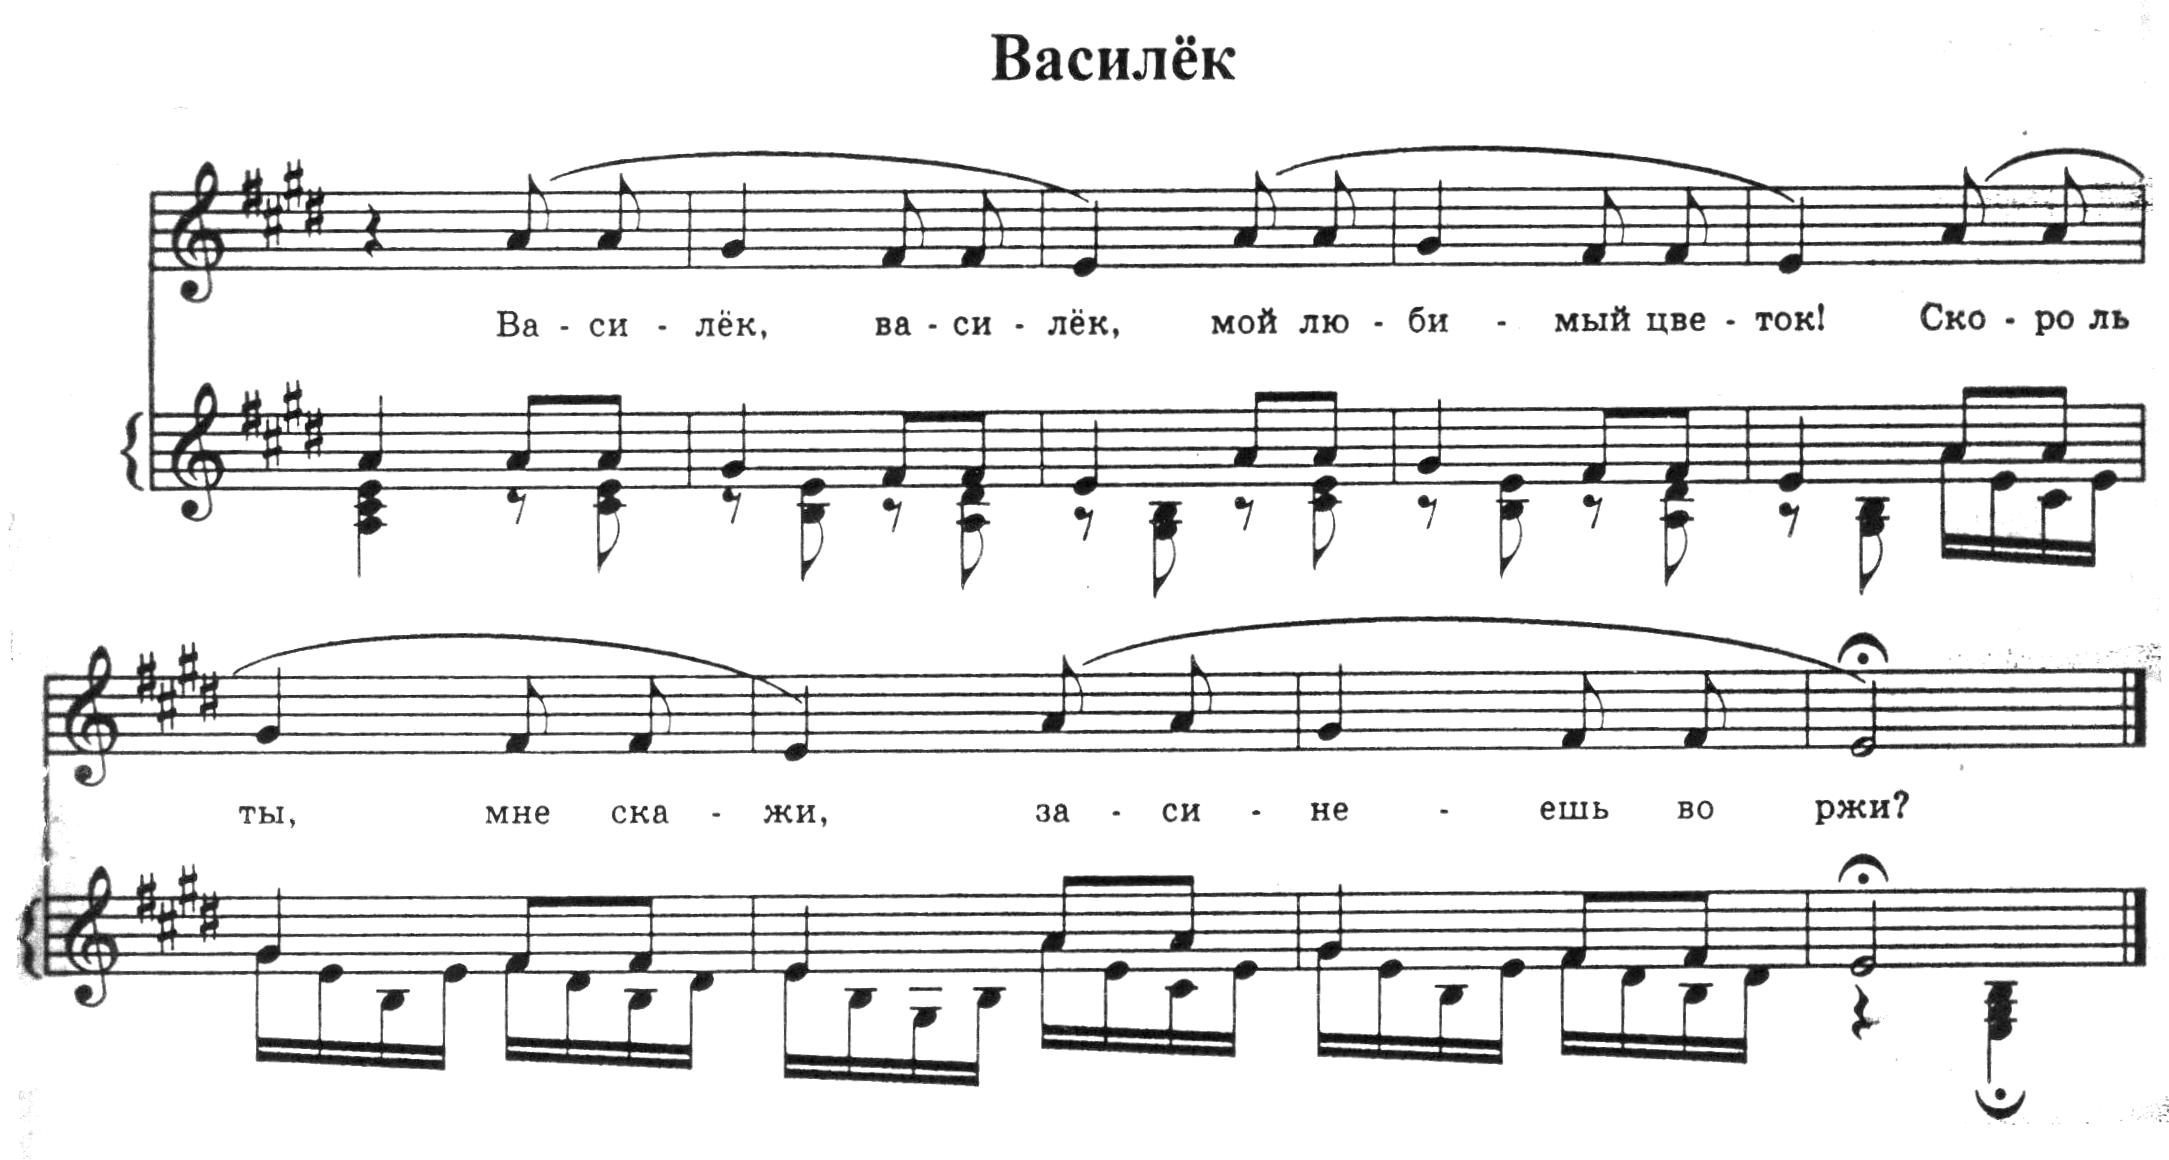 Василёк
Ва - си - лёк, ва - си - лёк, мой лю - би - мый цве - ток! Ско - ро ль
ты, мне ска - жи, за - си - не - ешь во ржи?